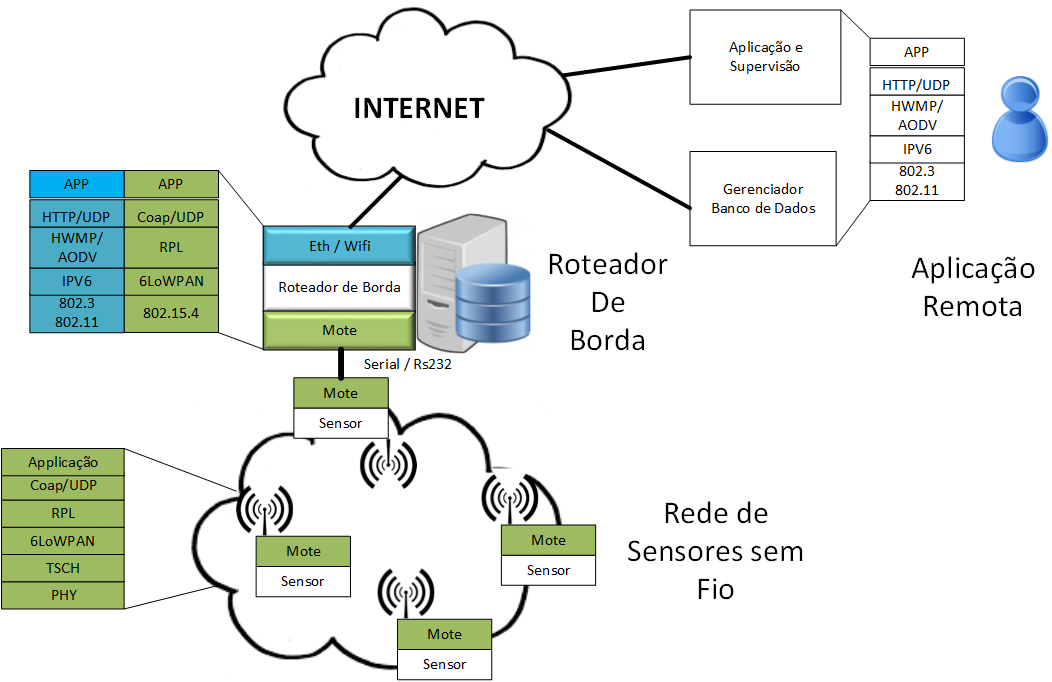 INTERNET
Aplicação e
Supervisão
Gerenciador
Banco de Dados
APP
HTTP/UDP
HWMP/
AODV
IPV6
802.3
802.11
Aplicação
Remota
APP
HTTP/UDP
HWMP/
AODV
IPV6
802.3
802.11
APP
Coap/UDP
RPL
6LoWPAN
802.15.4
Eth / Wifi
Roteador de Borda
Mote
Roteador
De
Borda
Serial / Rs232
Mote
Sensor
Applicação
Coap/UDP
RPL
6LoWPAN
TSCH
PHY
Mote
Sensor
Mote
Sensor
Mote
Sensor
Rede de
Sensores sem
Fio